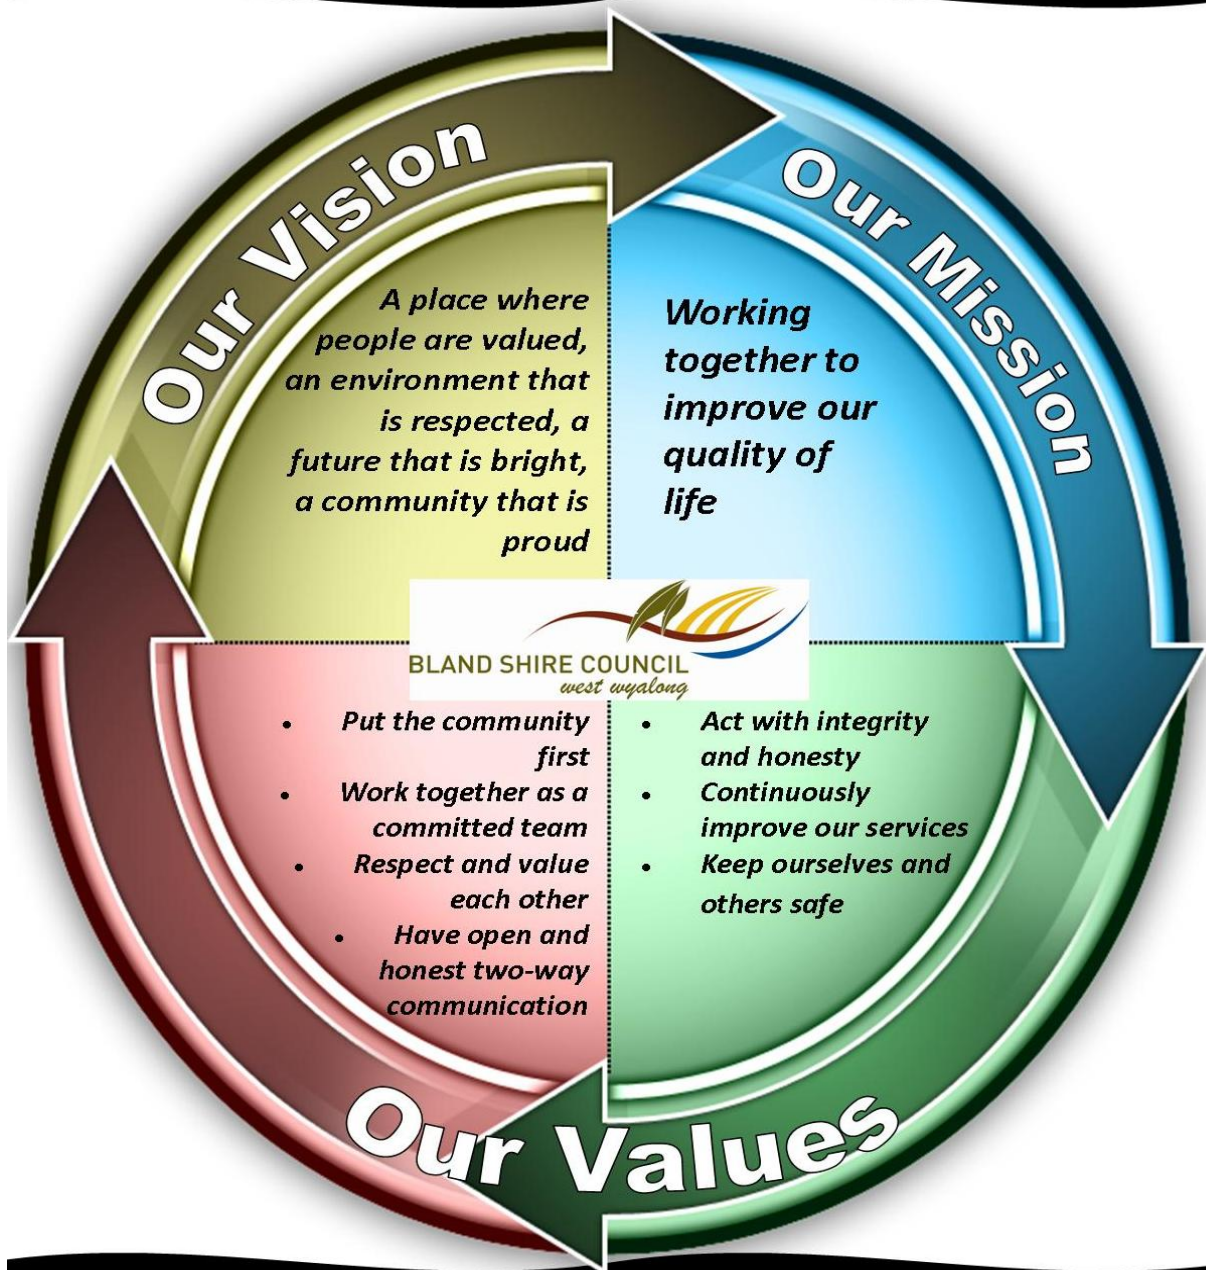 Our Vision
A place where
people are valued,
an environment that
is respected, a
future that is bright,
a community that is
proud
Our Mission
Working
together to
improve our
quality of
life
BLAND SHIRE COUNCIL
west wyalong
• Put the community
first
• Work together as a
committed team
• Respect and value
each other
• Have open and
honest two-way
communication
• Act with integrity
and honesty
• Continuously
improve our services
• Keep ourselves and
others safe
Our Values